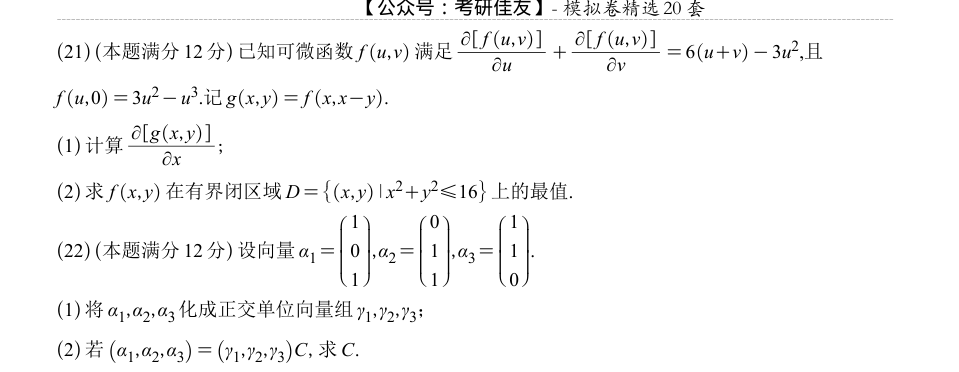 【公众号：考研佳友】- 模拟卷精选 20 套
(21) (本题满分 12 分) 已知可微函数 f(u,v) 满足 ∂[f(u,v)]/∂u + ∂[f(u,v)]/∂v = 6(u+v) − 3u², 且
f(u,0) = 3u² − u³. 记 g(x,y) = f(x,x−y).
(1) 计算 ∂[g(x,y)]/∂x ;
(2) 求 f(x,y) 在有界闭区域 D = {(x,y) | x²+y² ⩽ 16} 上的最值.
(22) (本题满分 12 分) 设向量 α₁ = (1 0 1), α₂ = (0 1 1), α₃ = (1 1 0).
(1) 将 α₁,α₂,α₃ 化成正交单位向量组 γ₁,γ₂,γ₃;
(2) 若 (α₁,α₂,α₃) = (γ₁,γ₂,γ₃)C, 求 C.